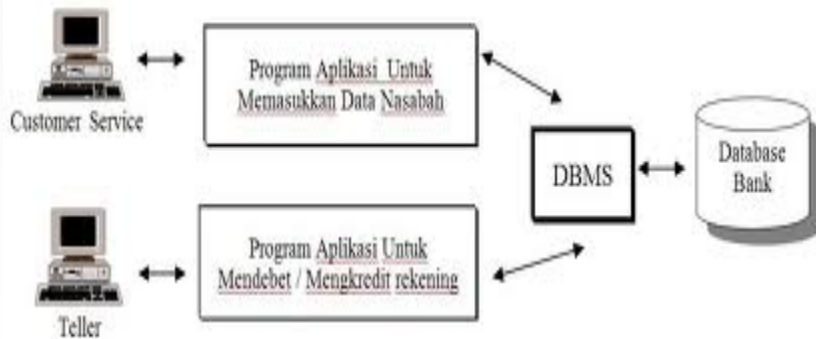 Customer Service
Program Aplikasi Untuk
Memasukkan Data Nasabah
DBMS
Database
Bank
Teller
Program Aplikasi Untuk
Mendebet / Mengkredit rekening